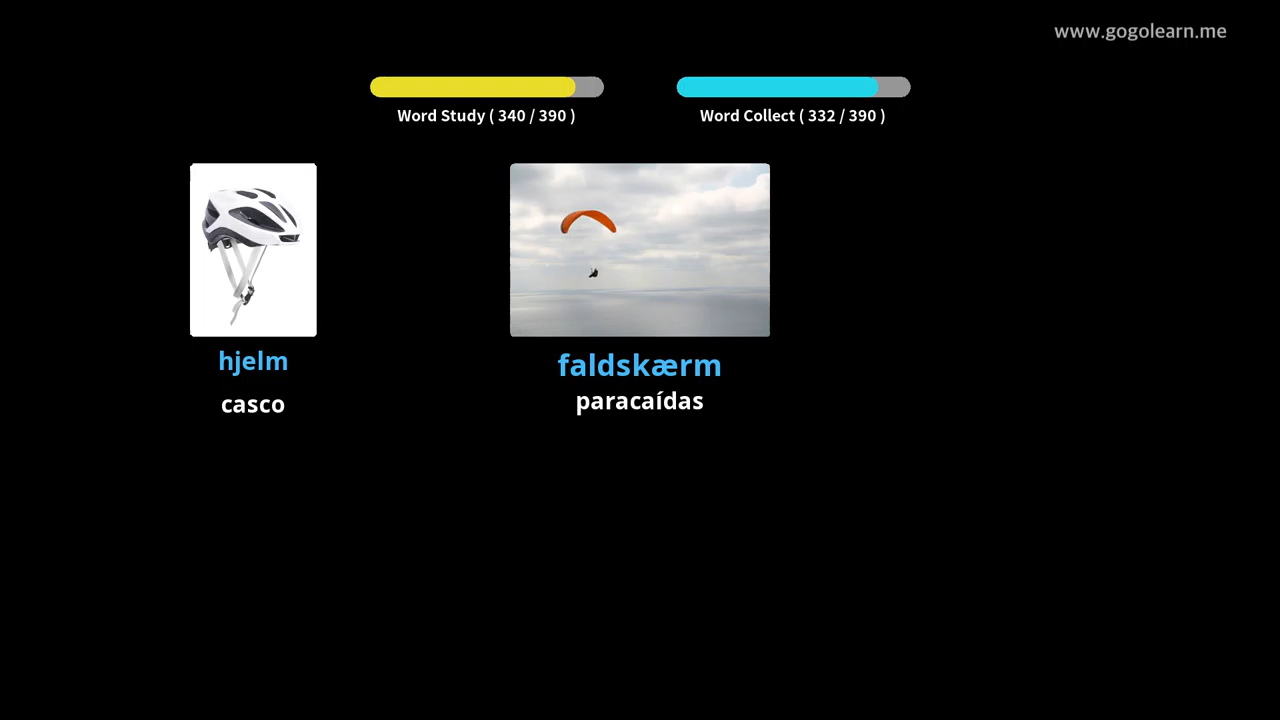 www.gogolearn.me
Word Study ( 340 / 390 )
Word Collect ( 332 / 390 )
hjelm
casco
faldskærm
paracaídas